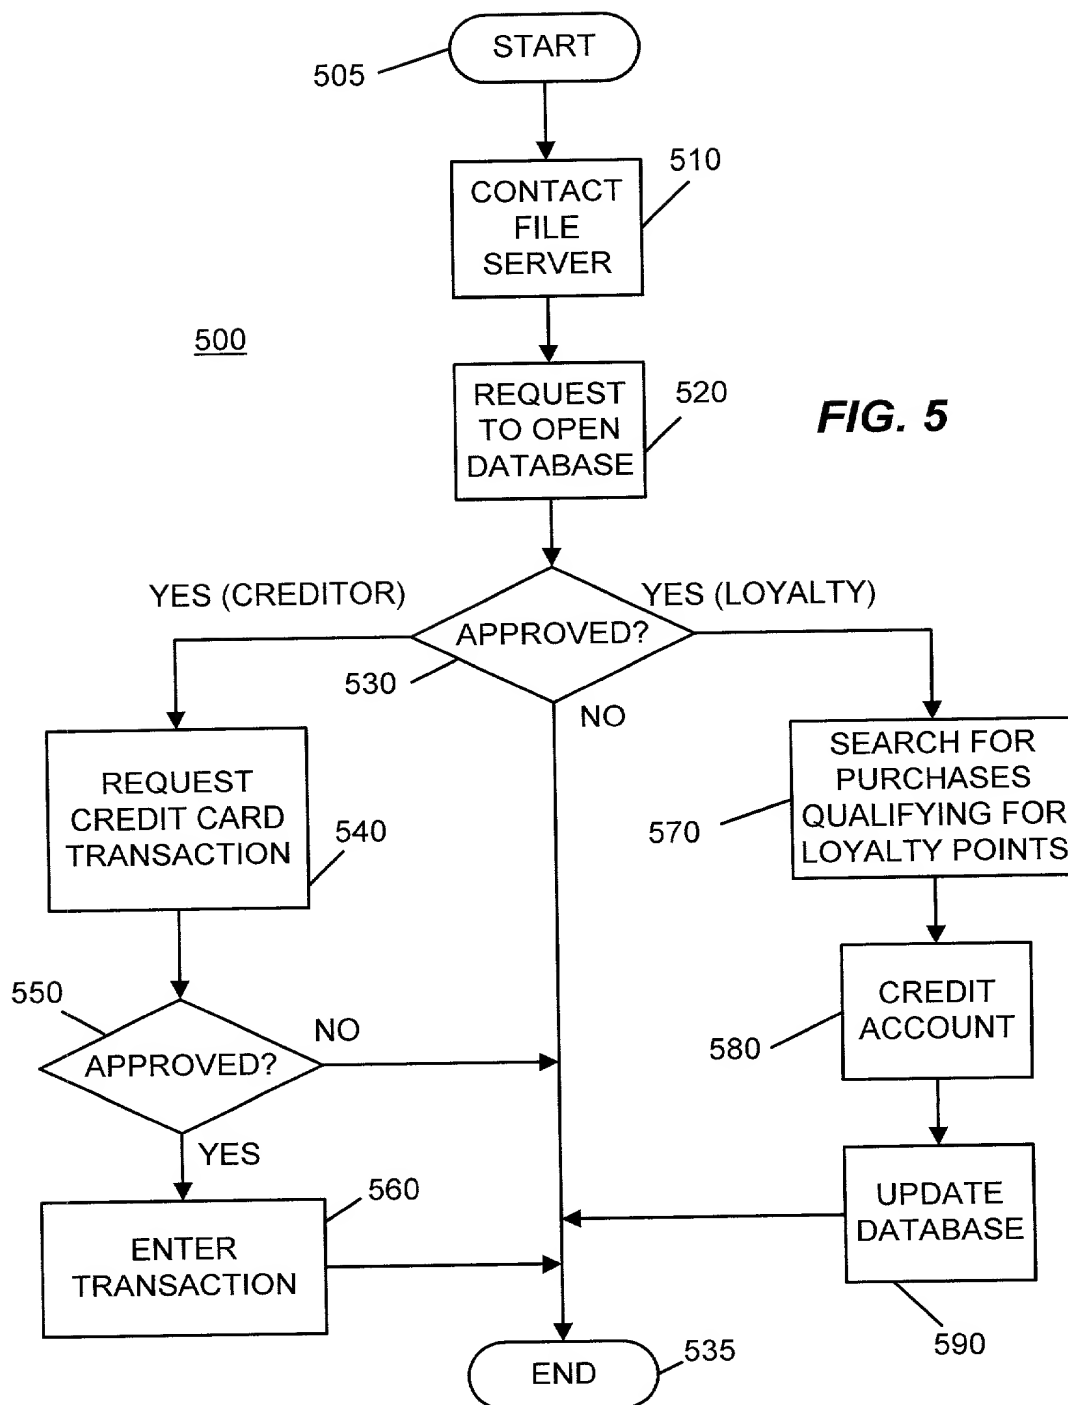 START
505
CONTACT
FILE
SERVER
510
500
REQUEST
TO OPEN
DATABASE
520
FIG. 5
YES (CREDITOR)
YES (LOYALTY)
APPROVED?
530
NO
REQUEST
CREDIT CARD
TRANSACTION
540
SEARCH FOR
PURCHASES
QUALIFYING FOR
LOYALTY POINTS
570
550
APPROVED?
NO
YES
CREDIT
ACCOUNT
580
560
ENTER
TRANSACTION
UPDATE
DATABASE
590
END
535